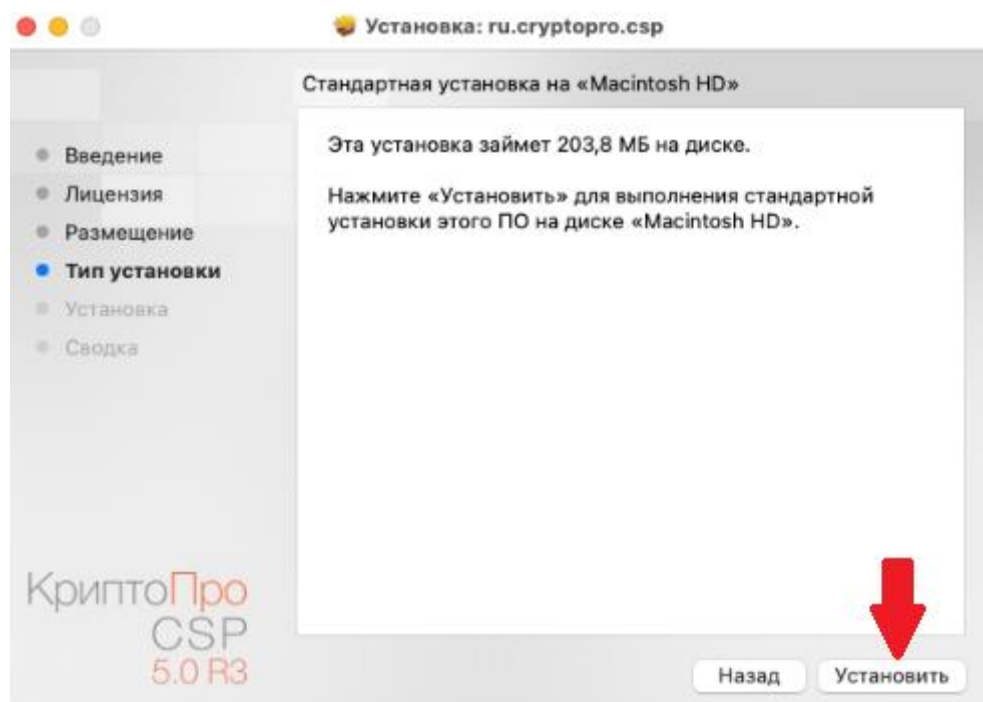 Установка: ru.cryptopro.csp
Стандартная установка на «Macintosh HD»
Введение
Лицензия
Размещение
Тип установки
Установка
Сводка
Эта установка займет 203,8 МБ на диске.
Нажмите «Установить» для выполнения стандартной
установки этого ПО на диске «Macintosh HD».
КриптоПро
CSP
5.0 R3
Назад
Установить